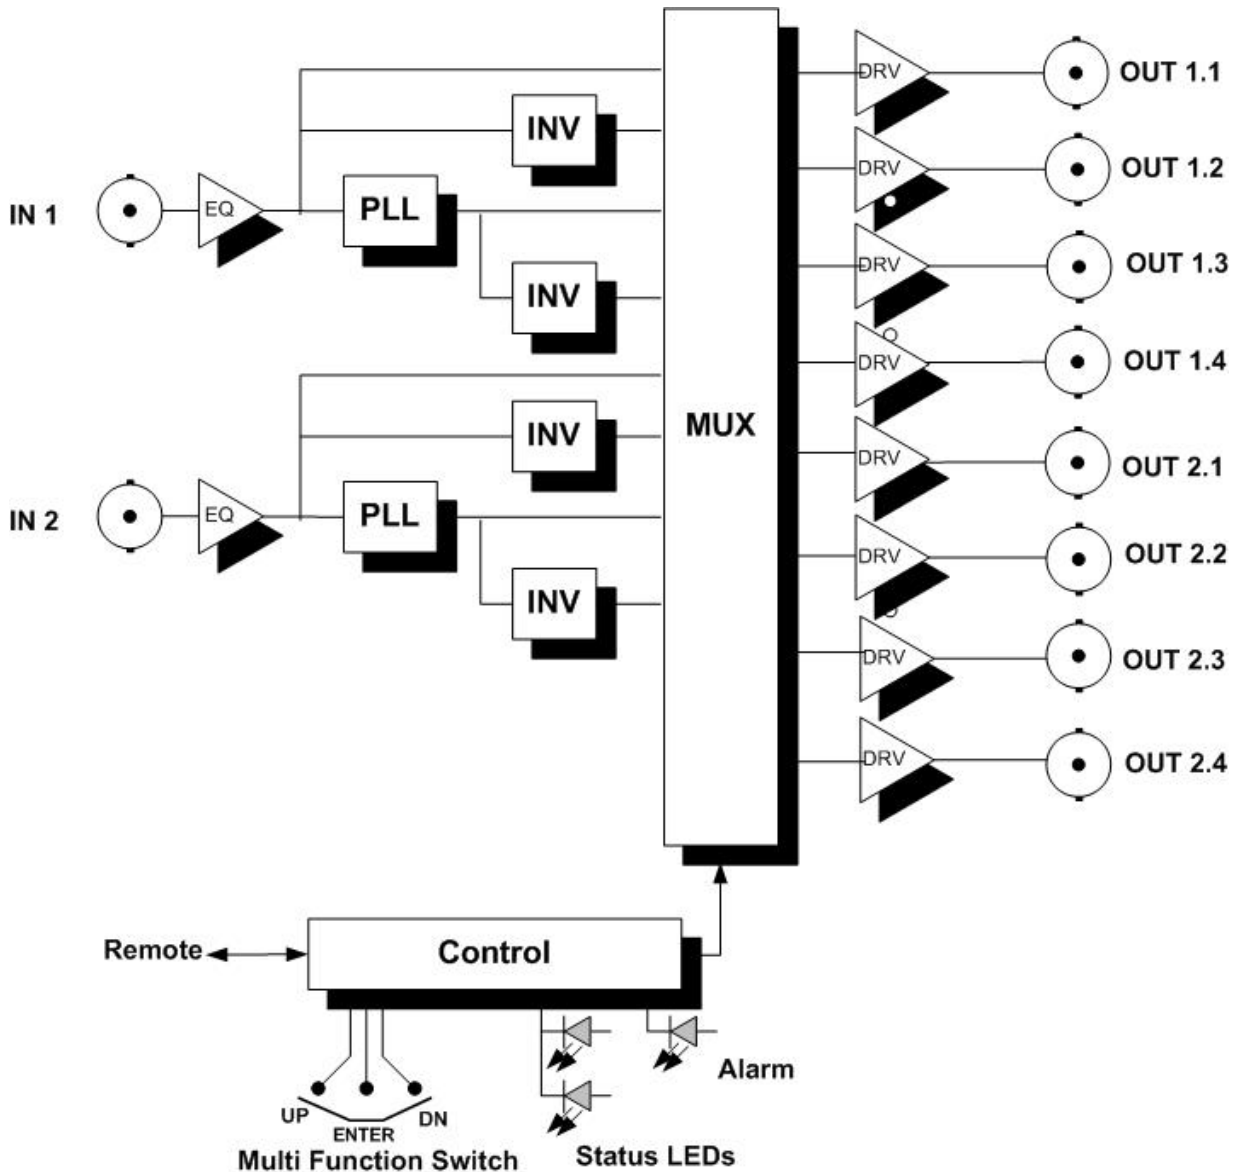 OUT 1.1
DRV
INV
OUT 1.2
DRV
IN 1
EQ
PLL
OUT 1.3
DRV
INV
OUT 1.4
DRV
MUX
INV
OUT 2.1
DRV
IN 2
EQ
PLL
OUT 2.2
DRV
INV
OUT 2.3
DRV
OUT 2.4
DRV
Remote
Control
Alarm
UP
ENTER
DN
Multi Function Switch
Status LEDs